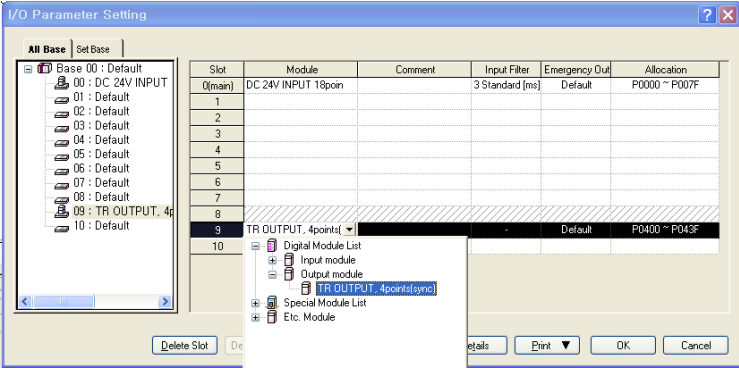 I/O Parameter Setting
All Base Set Base
Base 00 : Default
00 : DC 24V INPUT
01 : Default
02 : Default
03 : Default
04 : Default
05 : Default
06 : Default
07 : Default
08 : Default
09 : TR OUTPUT, 4p
10 : Default
Slot Module Comment Input Filter Emergency Out Allocation
0(main) DC 24V INPUT 18poin 3 Standard [ms] Default P0000 ~ P007F
1
2
3
4
5
6
7
8
9 TR OUTPUT, 4points( - Default P0400 ~ P043F
10
Digital Module List
Input module
Output module
TR OUTPUT, 4points(sync)
Special Module List
Etc. Module
Delete Slot De etails Print ▼ OK Cancel